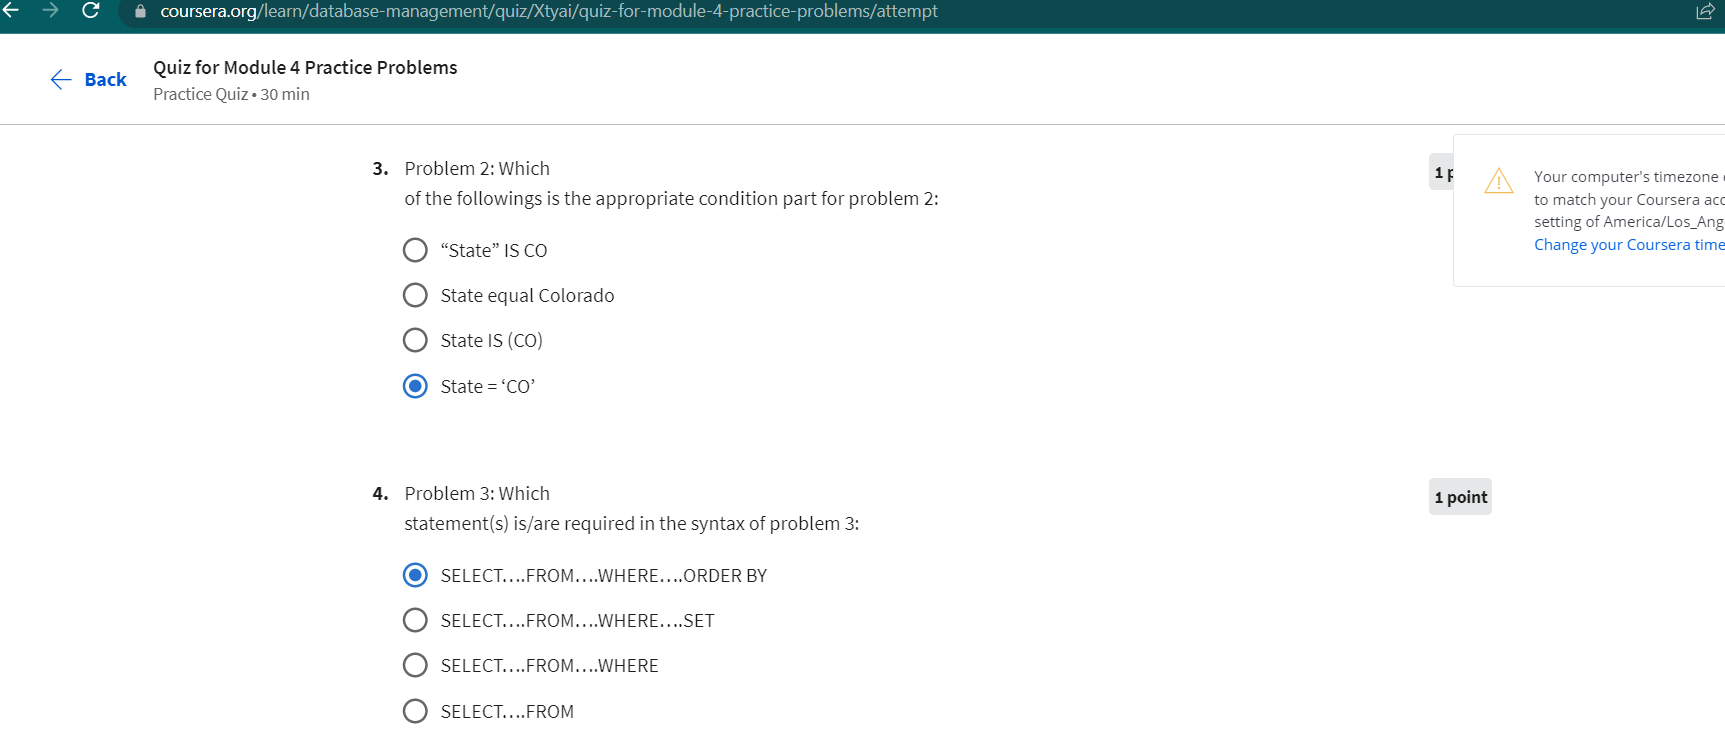 coursera.org/learn/database-management/quiz/Xtyai/quiz-for-module-4-practice-problems/attempt
Back
Quiz for Module 4 Practice Problems
Practice Quiz • 30 min
3. Problem 2: Which
of the followings is the appropriate condition part for problem 2:
1 p
“State” IS CO
State equal Colorado
State IS (CO)
State = ‘CO’
Your computer's timezone
to match your Coursera acc
setting of America/Los_Ang
Change your Coursera time
4. Problem 3: Which
statement(s) is/are required in the syntax of problem 3:
1 point
SELECT….FROM….WHERE….ORDER BY
SELECT….FROM….WHERE….SET
SELECT….FROM….WHERE
SELECT….FROM